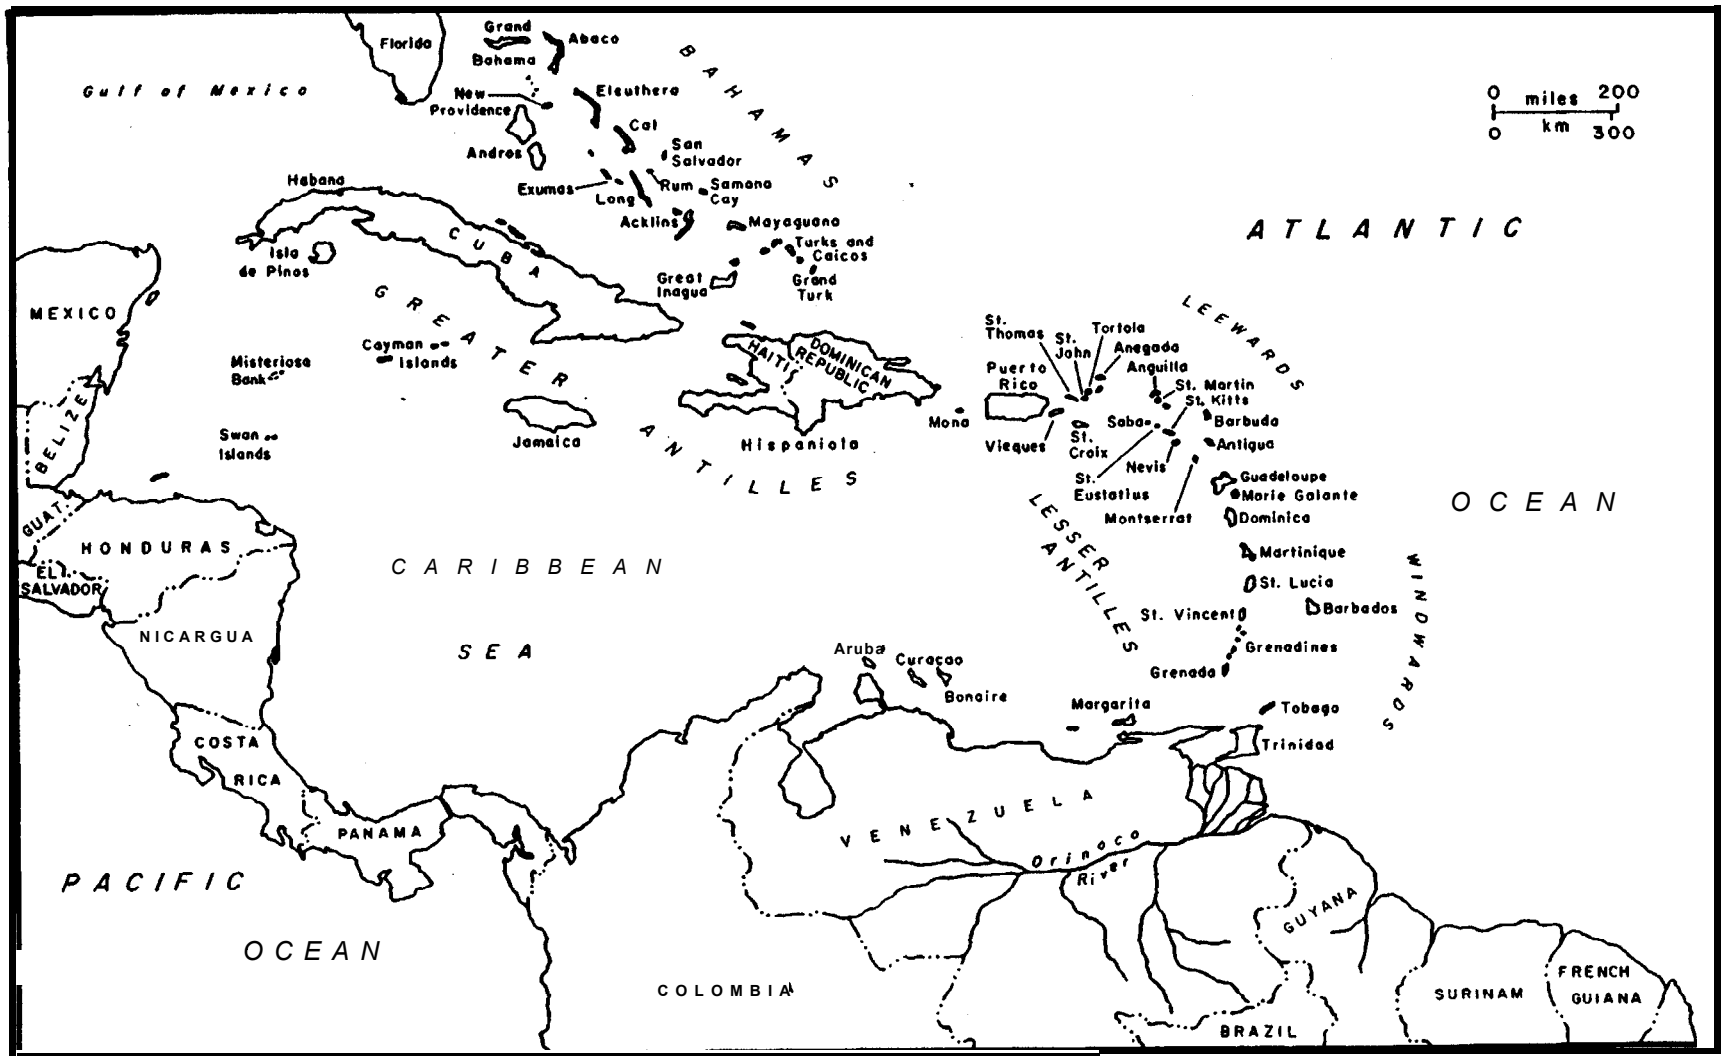 Florida
Grand
Bahama
Abaco
BAHAMAS
Gulf of Mexico
New
Providence
Eleuthera
0 miles 200
0 km 300
Cat
Andros
San
Salvador
Habana
Exumas
Long
Rum
Samana
Cay
Acklins
Mayaguana
CUBA
Isla
de Pinos
Turks and
Caicos
Great
Inagua
Grand
Turk
ATLANTIC
OCEAN
MEXICO
GREATER
ANTILLES
Cayman
Islands
Misteriosa
Bank
HAITI
DOMINICAN
REPUBLIC
LEEWARDS
St.
Thomas
St.
John
Tortola
Anegada
Puerto
Rico
Anguilla
St. Martin
St. Kitts
BELIZE
Swan
Islands
Jamaica
Hispaniola
Mona
Vieques
St.
Croix
Saba
Barbuda
Antigua
Nevis
St.
Eustatius
Montserrat
Guadeloupe
Marie Galante
Dominica
LESSER
ANTILLES
GUAT.
HONDURAS
CARIBBEAN
SEA
Martinique
EL
SALVADOR
St. Lucia
WINDWARDS
NICARGUA
St. Vincent
Barbados
Grenadines
Grenada
Aruba
Curaçao
Bonaire
Margarita
Tobago
Trinidad
COSTA
RICA
PANAMA
VENEZUELA
Orinoco
River
PACIFIC
OCEAN
GUYANA
COLOMBIA
SURINAM
FRENCH
GUIANA
BRAZIL